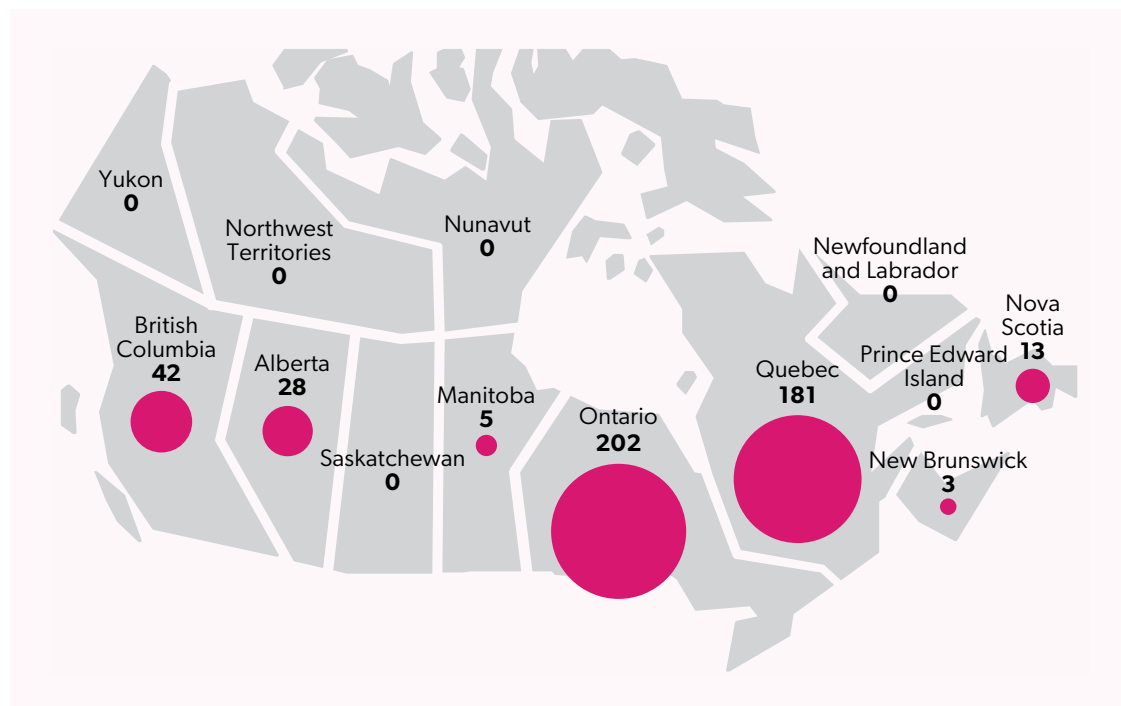 Yukon
0
Northwest
Territories
0
Nunavut
0
Newfoundland
and Labrador
0
Nova
Scotia
13
British
Columbia
42
Alberta
28
Prince Edward
Island
0
Quebec
181
Manitoba
5
Ontario
202
Saskatchewan
0
New Brunswick
3